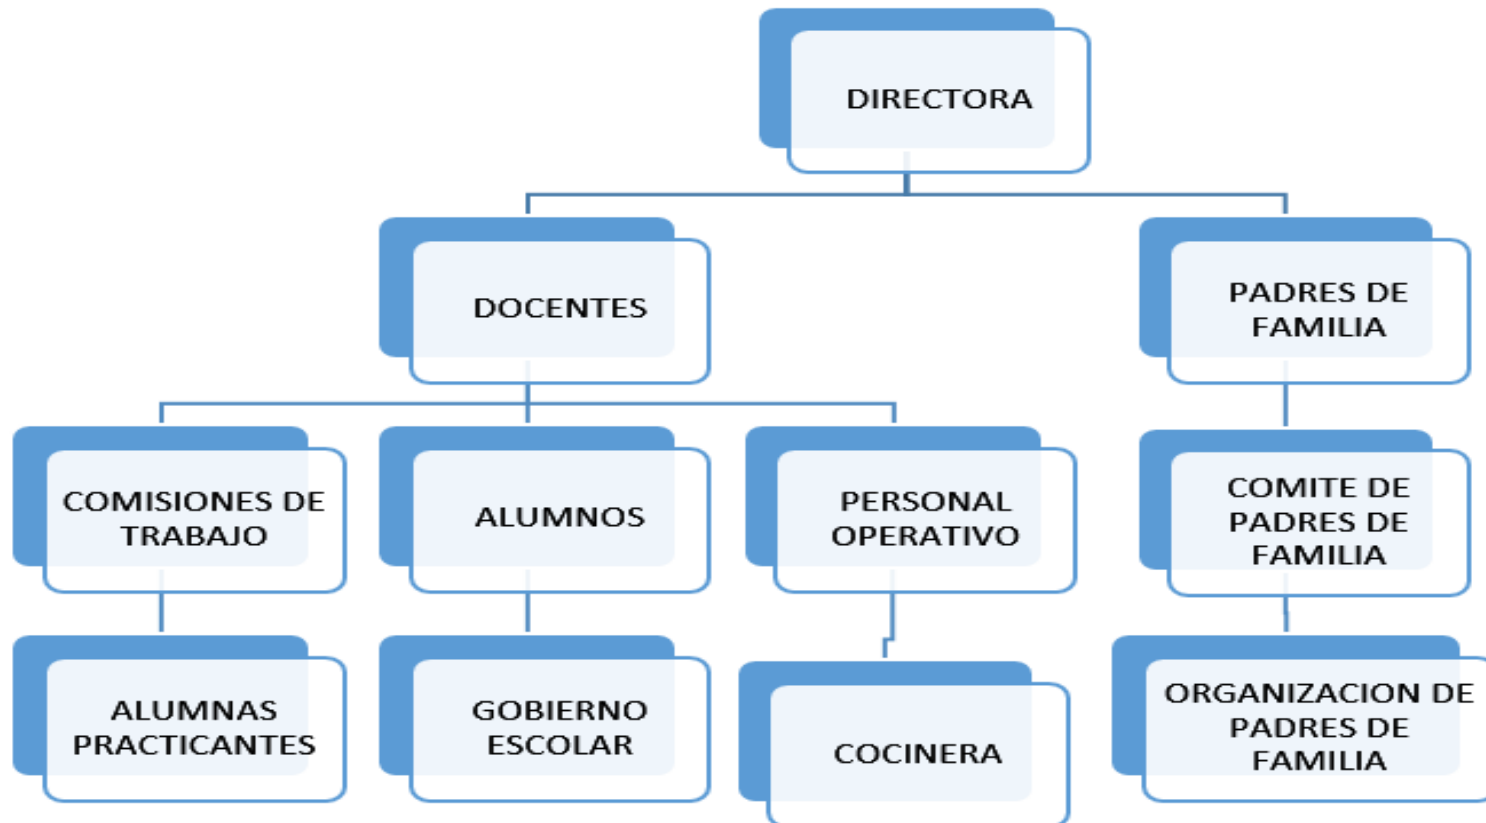 DIRECTORA
DOCENTES
PADRES DE
FAMILIA
COMISIONES DE
TRABAJO
ALUMNOS
PERSONAL
OPERATIVO
COMITE DE
PADRES DE
FAMILIA
ALUMNAS
PRACTICANTES
GOBIERNO
ESCOLAR
COCINERA
ORGANIZACION DE
PADRES DE
FAMILIA